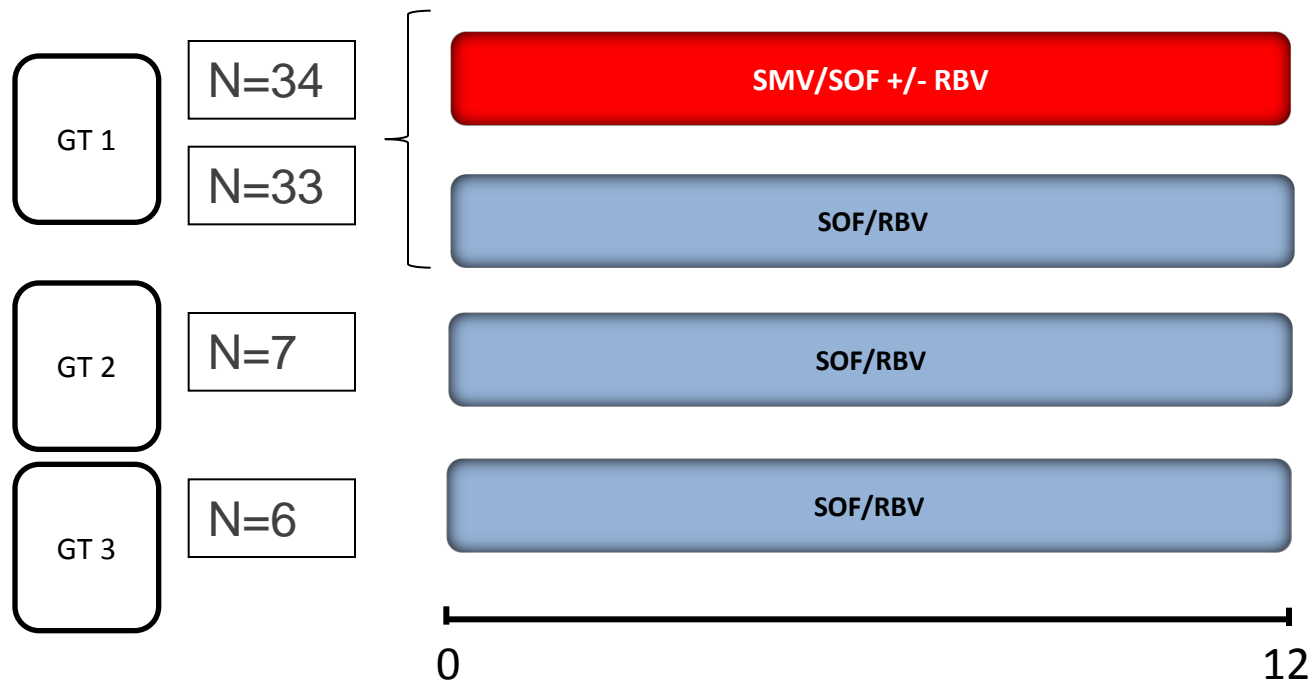 GT 1
N=34
SMV/SOF +/- RBV
N=33
SOF/RBV
GT 2
N=7
SOF/RBV
GT 3
N=6
SOF/RBV
0
12